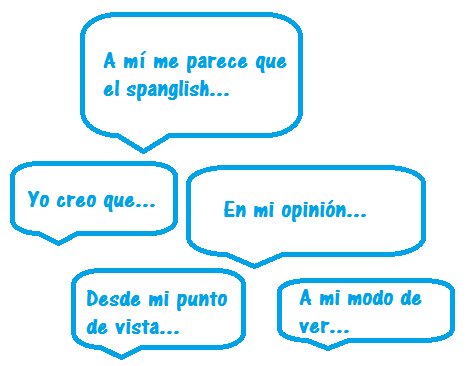 A mí me parece que
el spanglish...
Yo creo que...
En mi opinión...
Desde mi punto
de vista...
A mi modo de
ver...